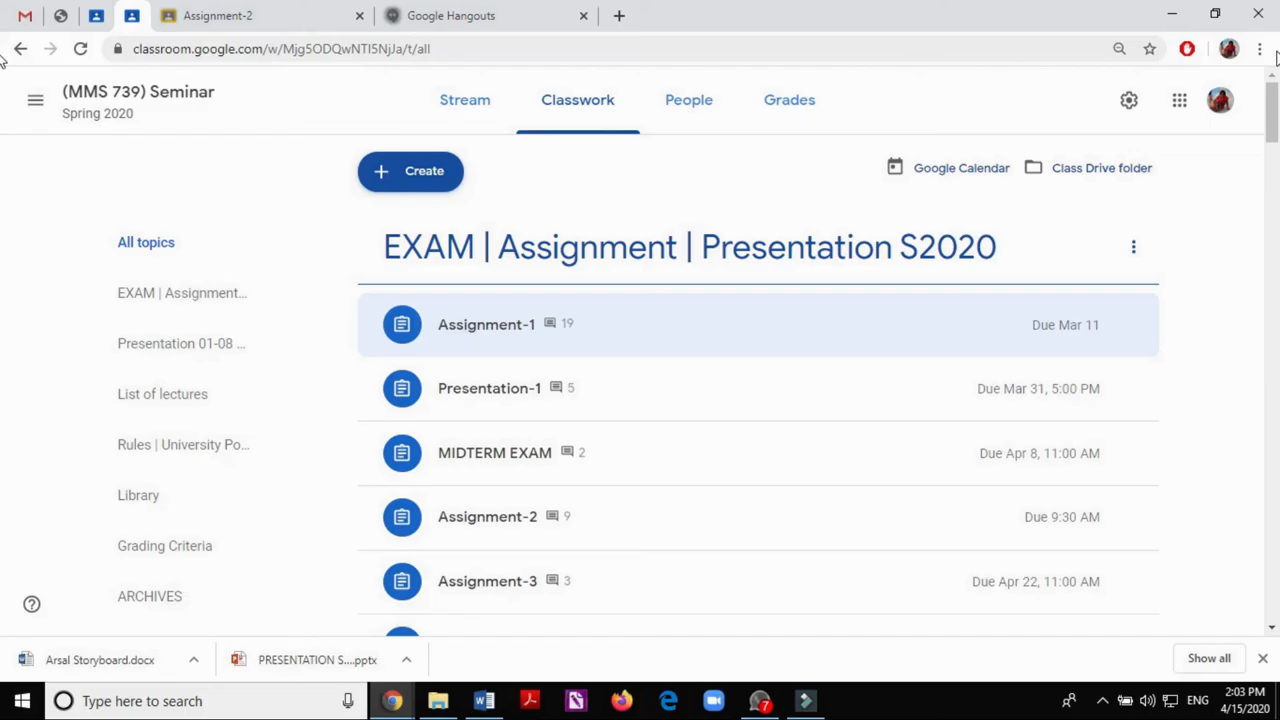 Assignment-2
Google Hangouts
classroom.google.com/w/Mjg5ODQwNTI5NjJa/t/all
(MMS 739) Seminar
Spring 2020
Stream
Classwork
People
Grades
Create
Google Calendar
Class Drive folder
All topics
EXAM | Assignment...
Presentation 01-08 ...
List of lectures
Rules | University Po...
Library
Grading Criteria
ARCHIVES
EXAM | Assignment | Presentation S2020
Assignment-1 19 Due Mar 11
Presentation-1 5 Due Mar 31, 5:00 PM
MIDTERM EXAM 2 Due Apr 8, 11:00 AM
Assignment-2 9 Due 9:30 AM
Assignment-3 3 Due Apr 22, 11:00 AM
Arsal Storyboard.docx
PRESENTATION S....pptx
Show all
Type here to search
7
ENG
2:03 PM
4/15/2020